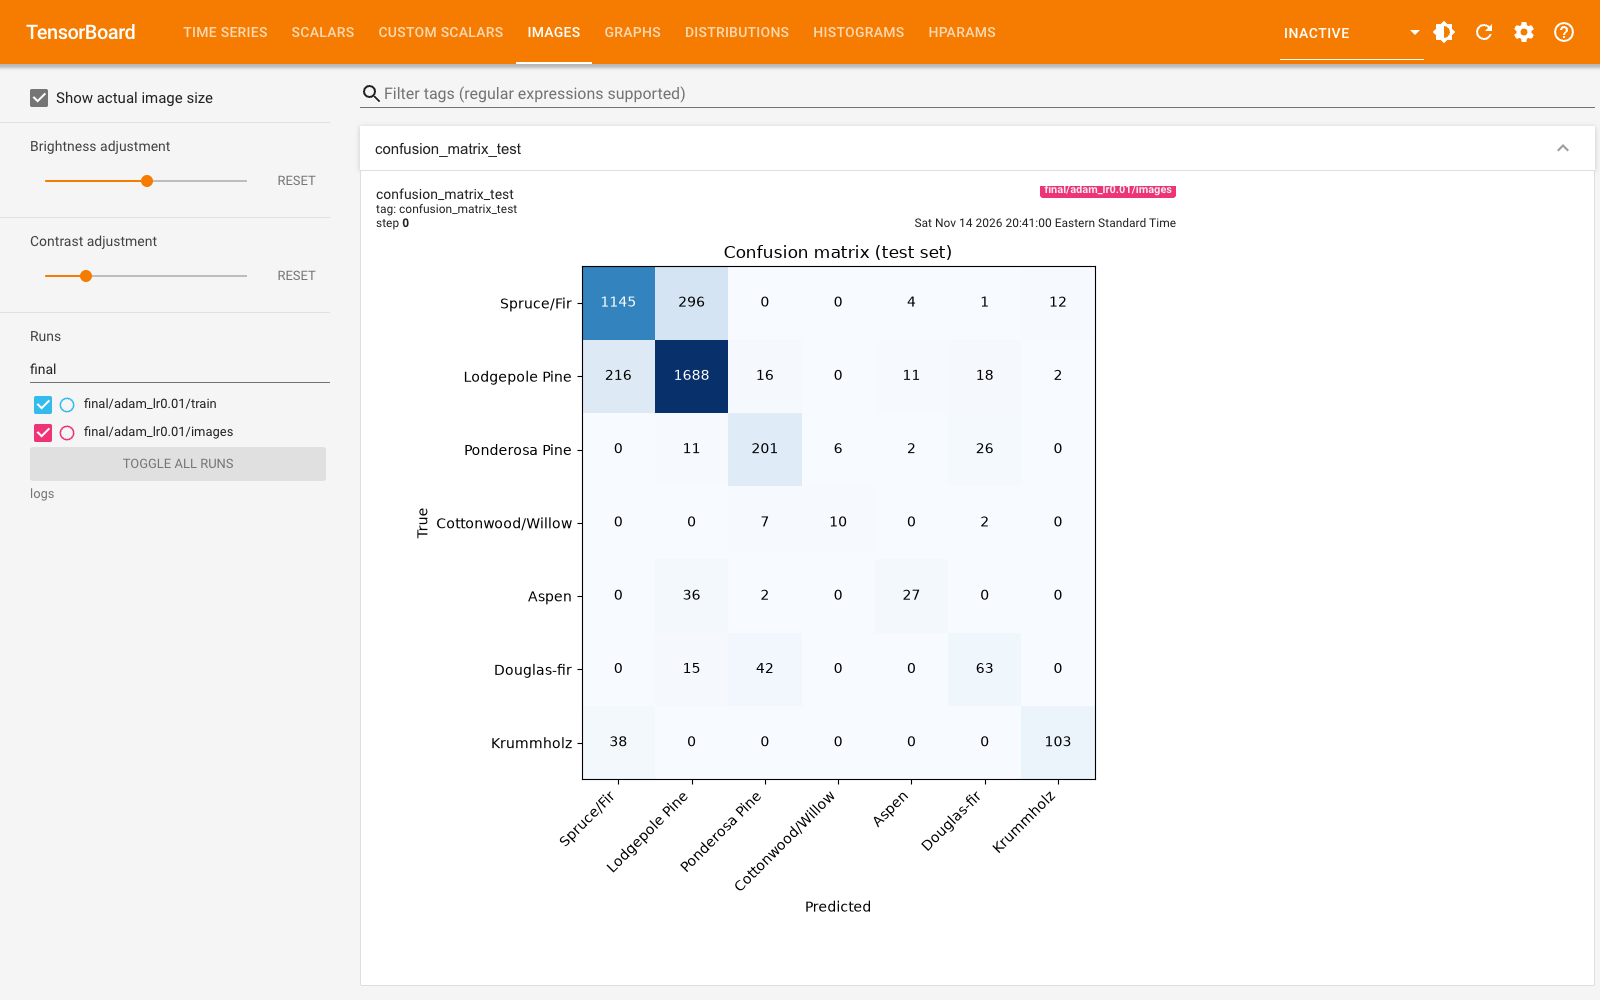 TensorBoard TIME SERIES SCALARS CUSTOM SCALARS IMAGES GRAPHS DISTRIBUTIONS HISTOGRAMS HPARAMS INACTIVE
Show actual image size
Brightness adjustment
RESET
Contrast adjustment
RESET
Runs
final
final/adam_lr0.01/train
final/adam_lr0.01/images
TOGGLE ALL RUNS
logs
Filter tags (regular expressions supported)
confusion_matrix_test
confusion_matrix_test final/adam_lr0.01/images
tag: confusion_matrix_test
step 0 Sat Nov 14 2026 20:41:00 Eastern Standard Time
Confusion matrix (test set)
Spruce/Fir 1145 296 0 0 4 1 12
Lodgepole Pine 216 1688 16 0 11 18 2
Ponderosa Pine 0 11 201 6 2 26 0
Cottonwood/Willow 0 0 7 10 0 2 0
Aspen 0 36 2 0 27 0 0
Douglas-fir 0 15 42 0 0 63 0
Krummholz 38 0 0 0 0 0 103
True
Spruce/Fir Lodgepole Pine Ponderosa Pine Cottonwood/Willow Aspen Douglas-fir Krummholz
Predicted